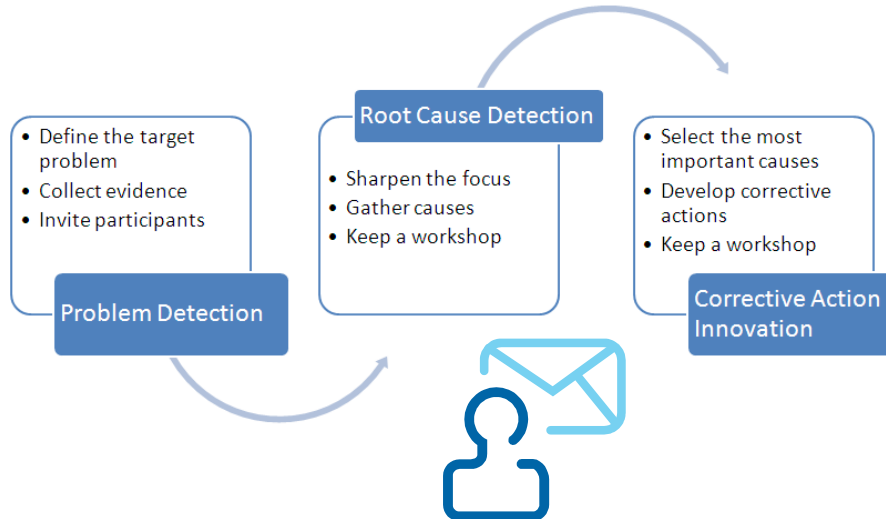 • Define the target
problem
• Collect evidence
• Invite participants
Problem Detection
Root Cause Detection
• Sharpen the focus
• Gather causes
• Keep a workshop
• Select the most
important causes
• Develop corrective
actions
• Keep a workshop
Corrective Action
Innovation